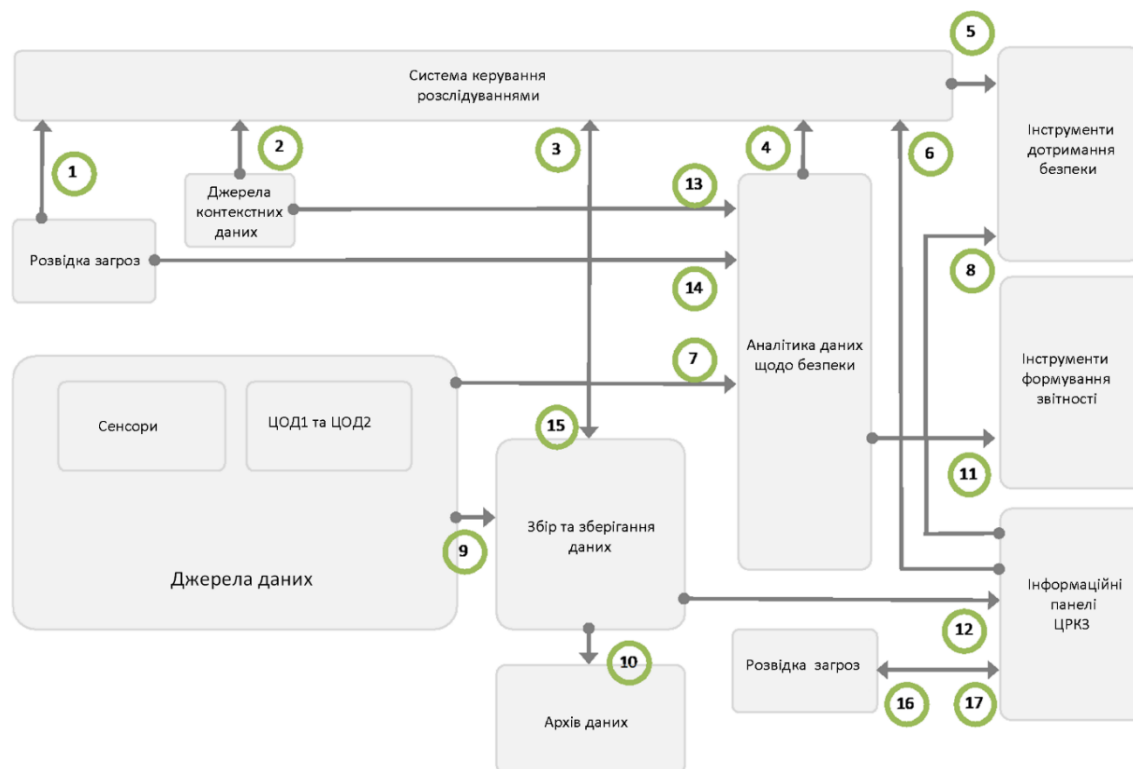 5
Система керування
розслідуваннями
Інструменти
дотримання
безпеки
1
2
3
4
6
Джерела
контекстних
даних
13
Розвідка загроз
14
8
Аналітика даних
щодо безпеки
Інструменти
формування
звітності
7
Сенсори
ЦОД1 та ЦОД2
15
11
Збір та зберігання
даних
9
Джерела даних
Інформаційні
панелі
ЦРКЗ
12
10
Розвідка загроз
16
17
Архів даних